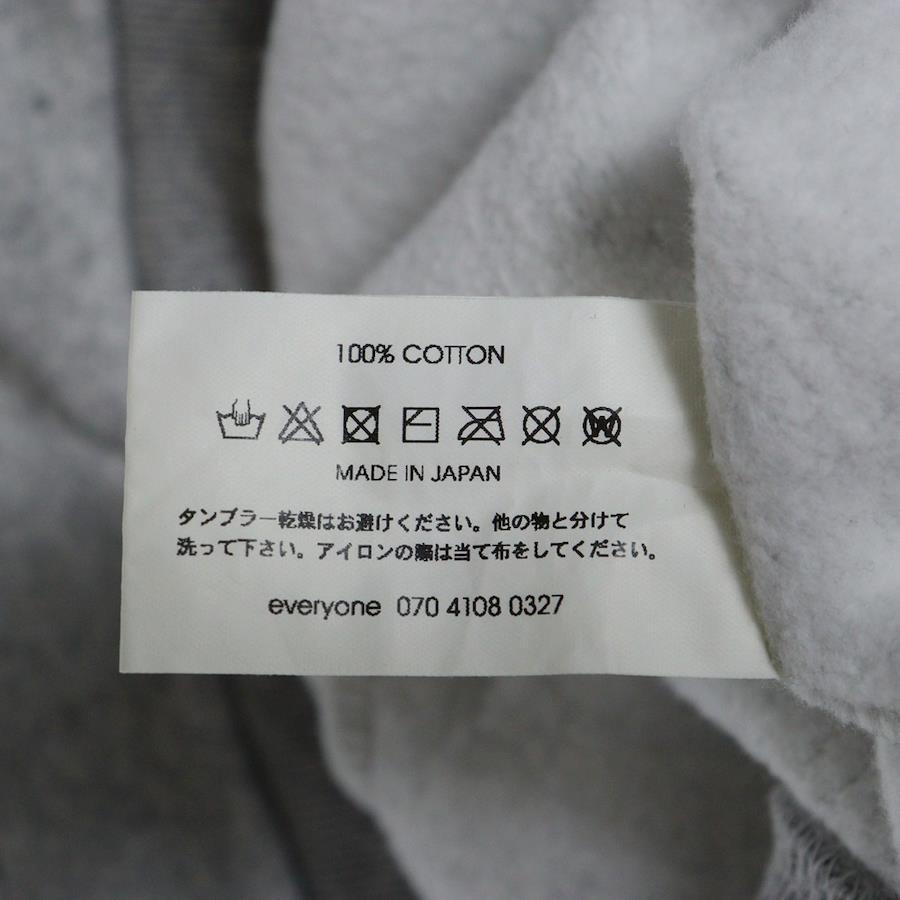 100% COTTON
MADE IN JAPAN
タンブラー乾燥はお避けください。他の物と分けて
洗って下さい。アイロンの際は当て布をしてください。
everyone 070 4108 0327